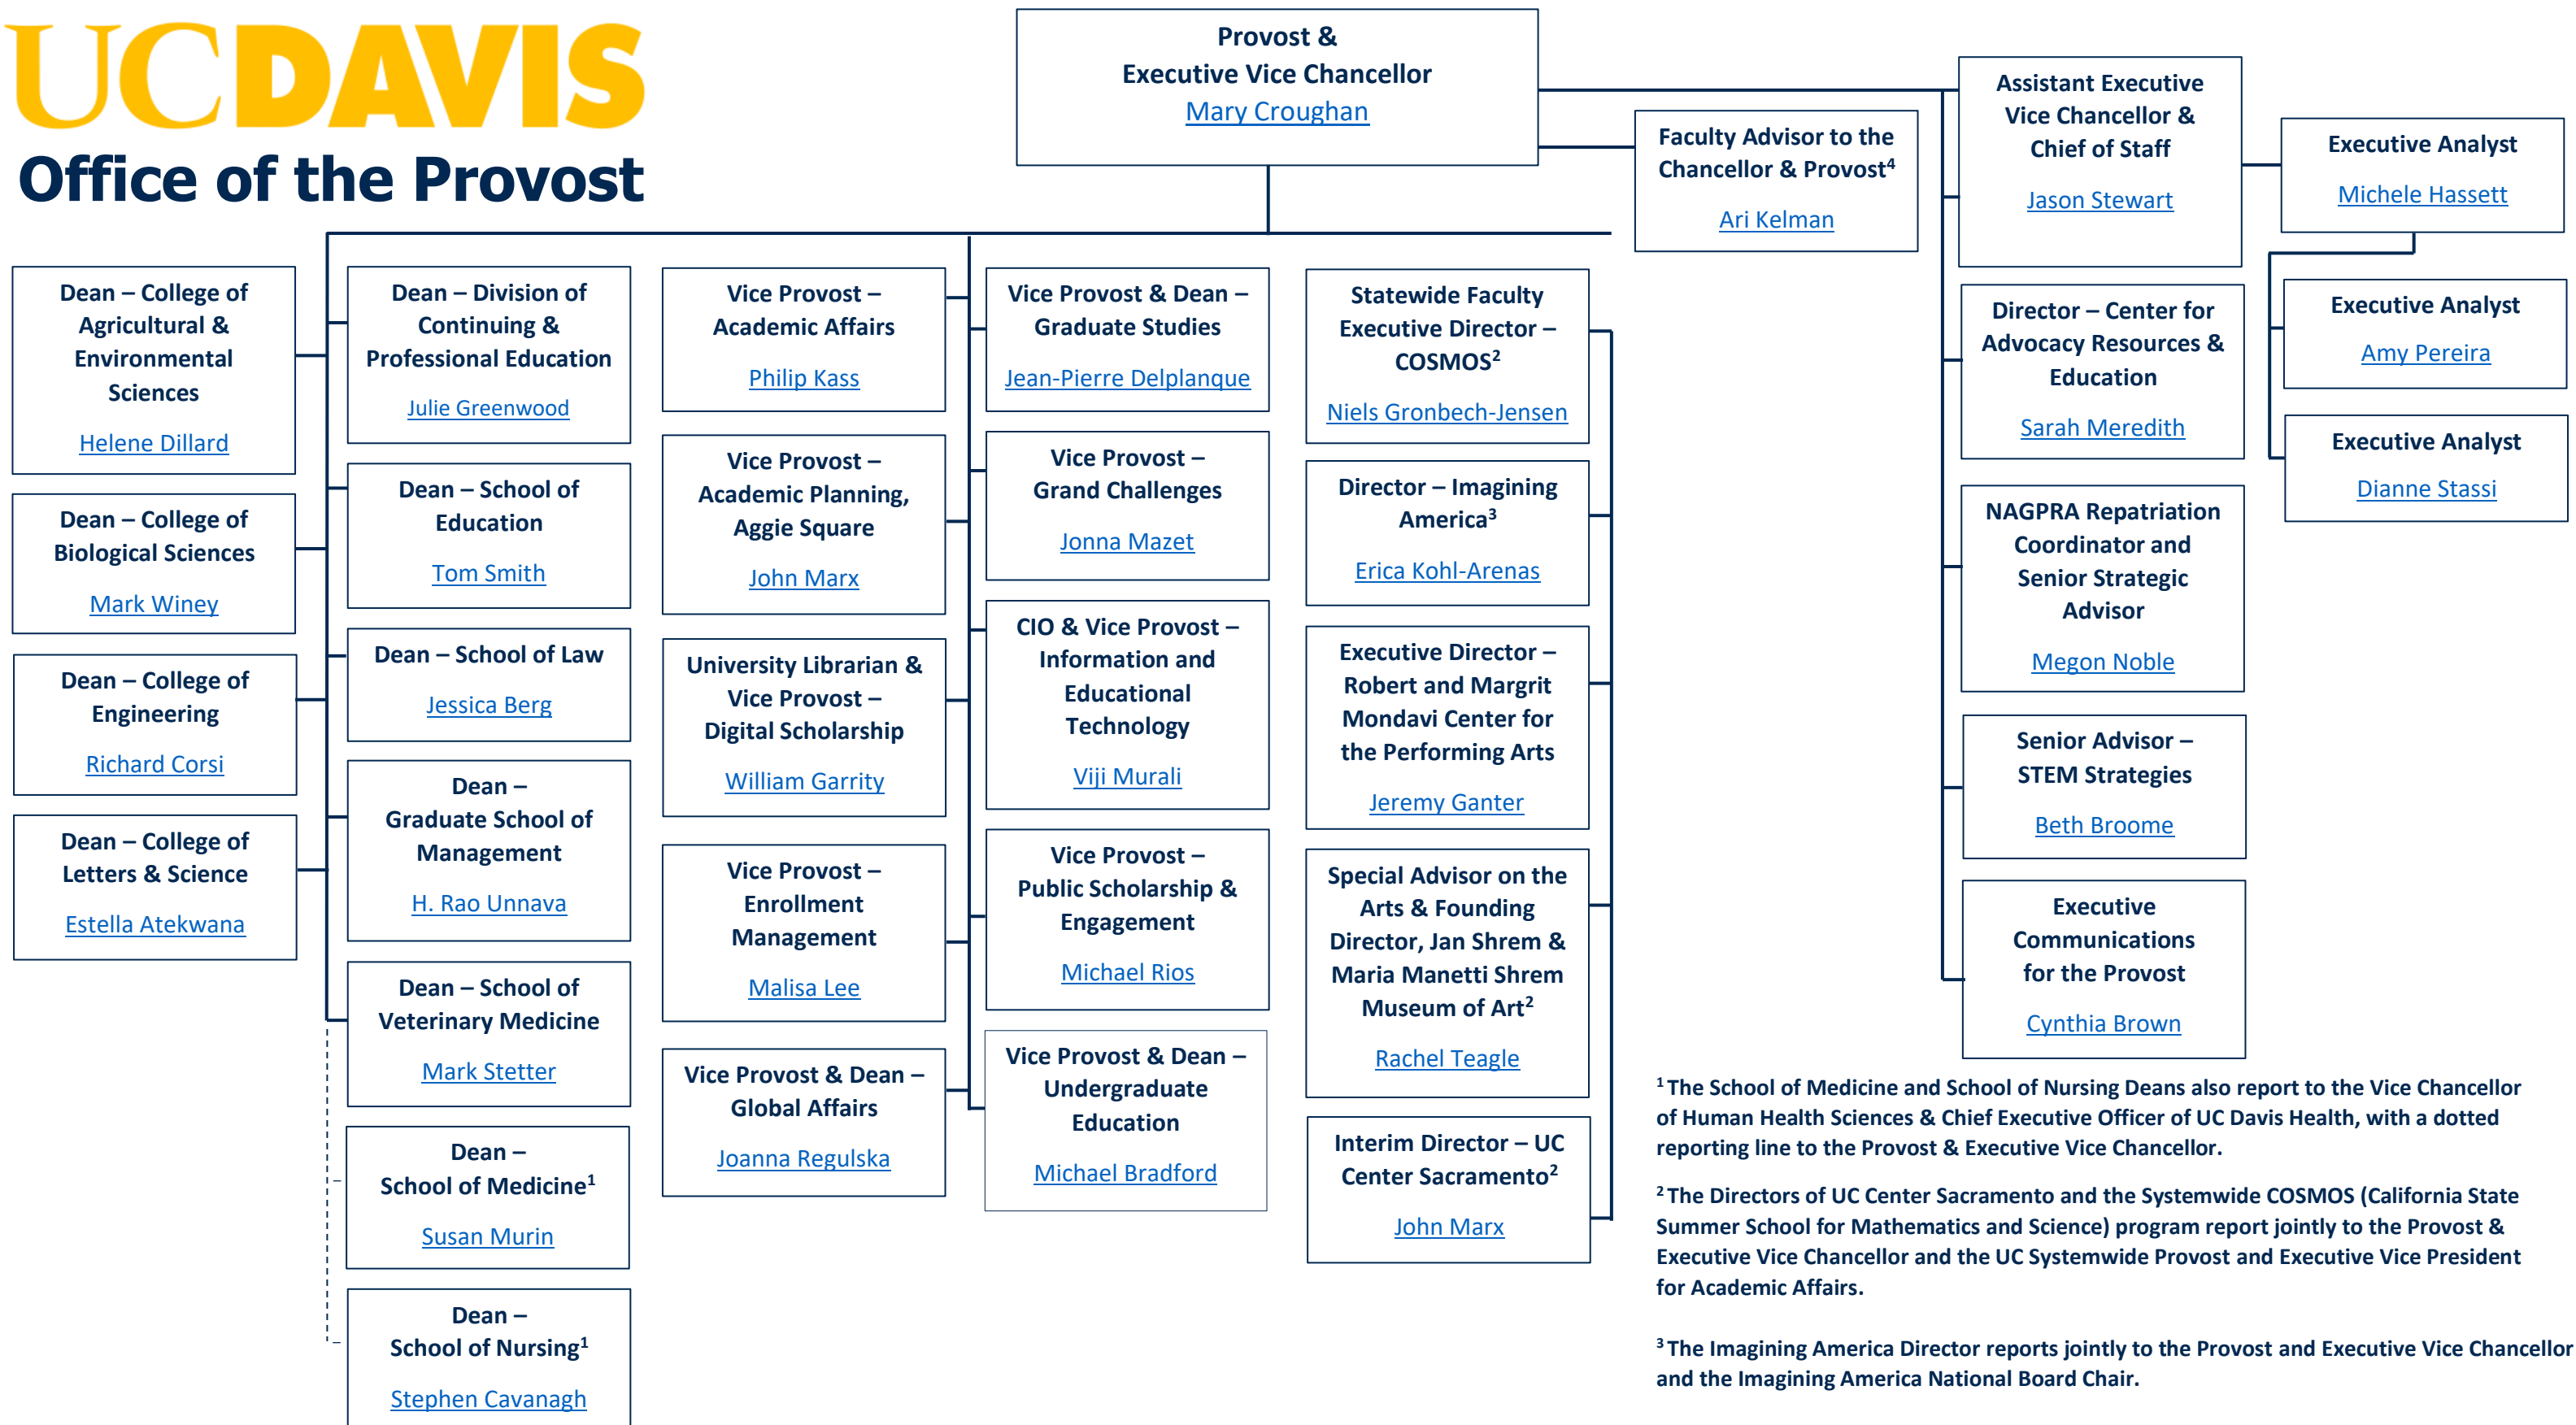 UCDAVIS
Office of the Provost
Provost &
Executive Vice Chancellor
Mary Croughan
Faculty Advisor to the
Chancellor & Provost⁴
Ari Kelman
Assistant Executive
Vice Chancellor &
Chief of Staff
Jason Stewart
Executive Analyst
Michele Hassett
Executive Analyst
Amy Pereira
Executive Analyst
Dianne Stassi
Director – Center for
Advocacy Resources &
Education
Sarah Meredith
NAGPRA Repatriation
Coordinator and
Senior Strategic
Advisor
Megon Noble
Senior Advisor –
STEM Strategies
Beth Broome
Executive
Communications
for the Provost
Cynthia Brown
Dean – College of
Agricultural &
Environmental
Sciences
Helene Dillard
Dean – College of
Biological Sciences
Mark Winey
Dean – College of
Engineering
Richard Corsi
Dean – College of
Letters & Science
Estella Atekwana
Dean – Division of
Continuing &
Professional Education
Julie Greenwood
Dean – School of
Education
Tom Smith
Dean – School of Law
Jessica Berg
Dean –
Graduate School of
Management
H. Rao Unnava
Dean – School of
Veterinary Medicine
Mark Stetter
Dean –
School of Medicine¹
Susan Murin
Dean –
School of Nursing¹
Stephen Cavanagh
Vice Provost –
Academic Affairs
Philip Kass
Vice Provost –
Academic Planning,
Aggie Square
John Marx
University Librarian &
Vice Provost –
Digital Scholarship
William Garrity
Vice Provost –
Enrollment
Management
Malisa Lee
Vice Provost & Dean –
Global Affairs
Joanna Regulska
Vice Provost & Dean –
Graduate Studies
Jean-Pierre Delplanque
Vice Provost –
Grand Challenges
Jonna Mazet
CIO & Vice Provost –
Information and
Educational
Technology
Viji Murali
Vice Provost –
Public Scholarship &
Engagement
Michael Rios
Vice Provost & Dean –
Undergraduate
Education
Michael Bradford
Statewide Faculty
Executive Director –
COSMOS²
Niels Gronbech-Jensen
Director – Imagining
America³
Erica Kohl-Arenas
Executive Director –
Robert and Margrit
Mondavi Center for
the Performing Arts
Jeremy Ganter
Special Advisor on the
Arts & Founding
Director, Jan Shrem &
Maria Manetti Shrem
Museum of Art²
Rachel Teagle
Interim Director – UC
Center Sacramento²
John Marx
¹ The School of Medicine and School of Nursing Deans also report to the Vice Chancellor
of Human Health Sciences & Chief Executive Officer of UC Davis Health, with a dotted
reporting line to the Provost & Executive Vice Chancellor.
² The Directors of UC Center Sacramento and the Systemwide COSMOS (California State
Summer School for Mathematics and Science) program report jointly to the Provost &
Executive Vice Chancellor and the UC Systemwide Provost and Executive Vice President
for Academic Affairs.
³ The Imagining America Director reports jointly to the Provost and Executive Vice Chancellor
and the Imagining America National Board Chair.